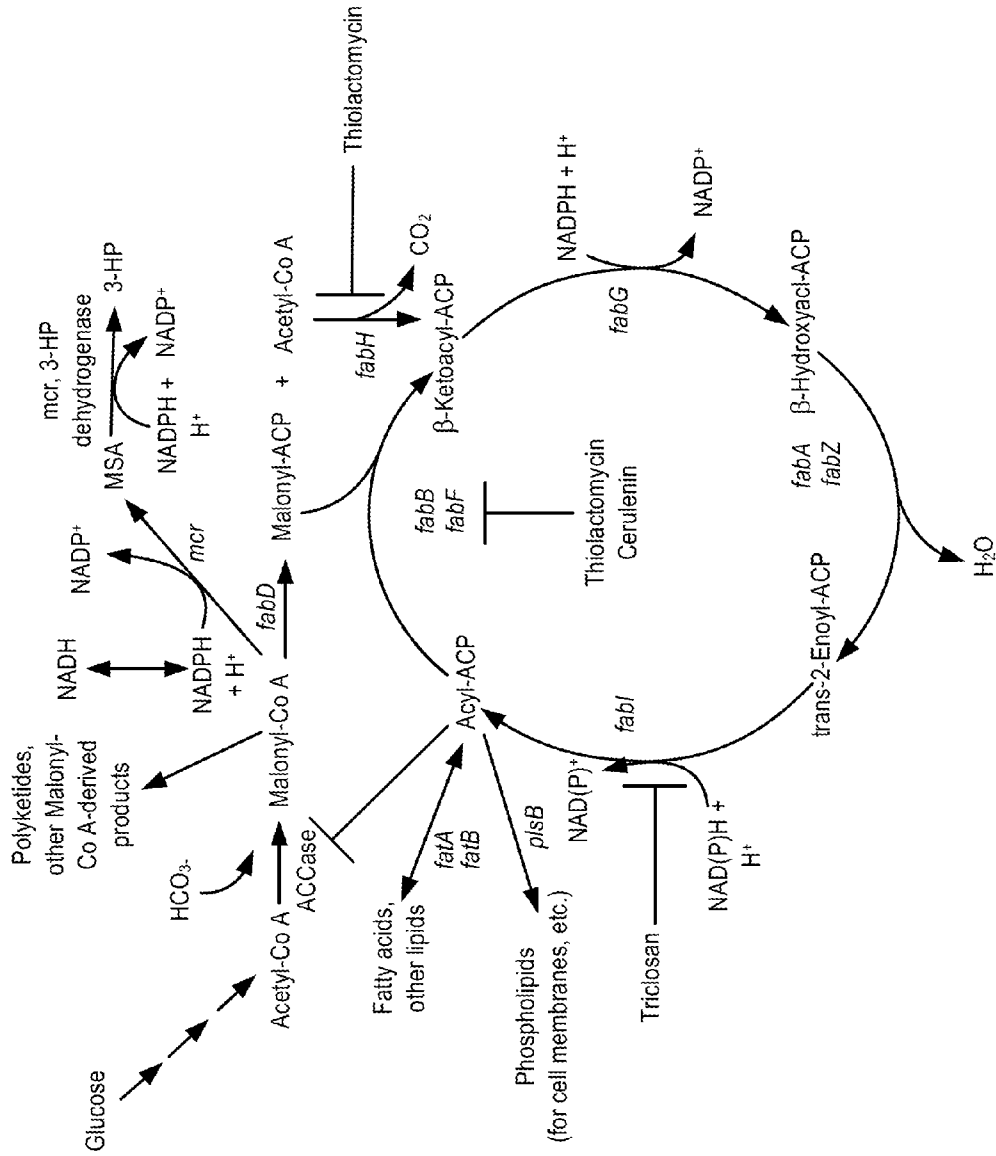 Glucose
Acetyl-Co A
HCO₃₋
ACCase
Polyketides,
other Malonyl-
Co A-derived
products
Malonyl-Co A
NADH
NADPH
+ H⁺
NADP⁺
mcr
MSA
mcr, 3-HP
dehydrogenase
3-HP
NADPH +
H⁺
NADP⁺
fabD
Malonyl-ACP
+
Acetyl-Co A
Thiolactomycin
fabH
CO₂
β-Ketoacyl-ACP
NADPH + H⁺
fabG
NADP⁺
β-Hydroxyacl-ACP
fabA
fabZ
H₂O
trans-2-Enoyl-ACP
fabI
NAD(P)⁺
NAD(P)H +
H⁺
Triclosan
Acyl-ACP
fabB
fabF
Thiolactomycin
Cerulenin
fatA
fatB
Fatty acids,
other lipids
plsB
Phospholipids
(for cell membranes, etc.)